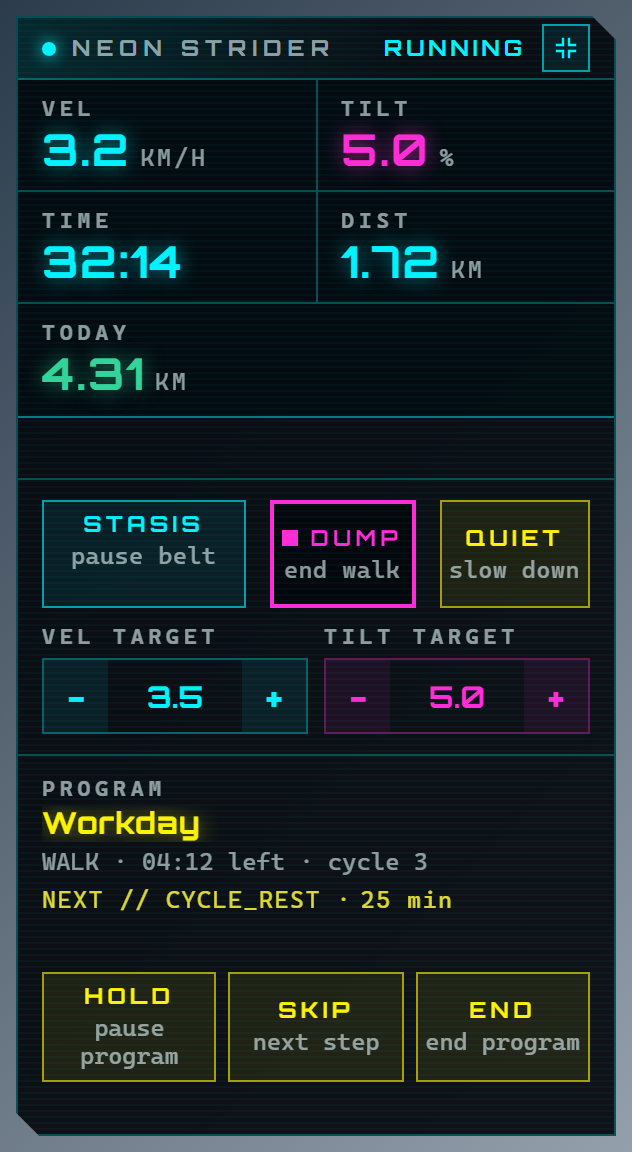 NEON STRIDER RUNNING
VEL TILT
3.2 KM/H 5.0 %
TIME DIST
32:14 1.72 KM
TODAY
4.31 KM
STASIS DUMP QUIET
pause belt end walk slow down
VEL TARGET TILT TARGET
- 3.5 + - 5.0 +
PROGRAM
Workday
WALK · 04:12 left · cycle 3
NEXT // CYCLE_REST · 25 min
HOLD SKIP END
pause program next step end program